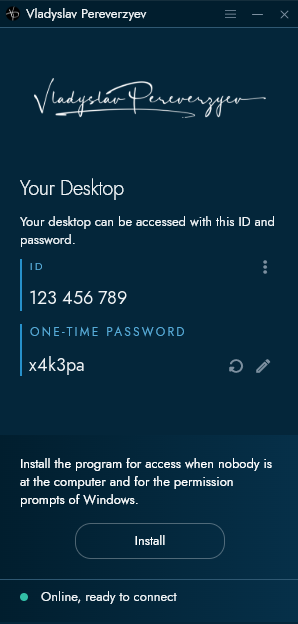 Vladyslav Pereverzyev
Vladyslav Pereverzyev
Your Desktop
Your desktop can be accessed with this ID and
password.
ID
123 456 789
ONE-TIME PASSWORD
x4k3pa
Install the program for access when nobody is
at the computer and for the permission
prompts of Windows.
Install
Online, ready to connect